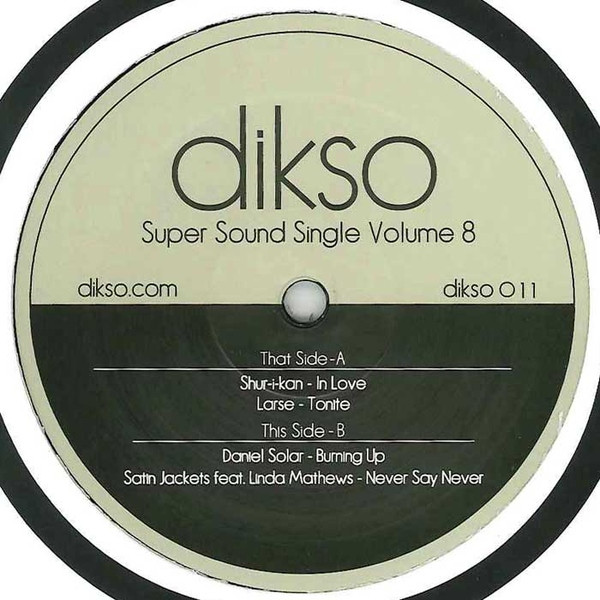 dikso
Super Sound Single Volume 8
dikso.com
dikso 011
That Side-A
Shur-i-kan - In Love
Larse - Tonite
This Side - B
Daniel Solar - Burning Up
Satin Jackets feat. Linda Mathews - Never Say Never